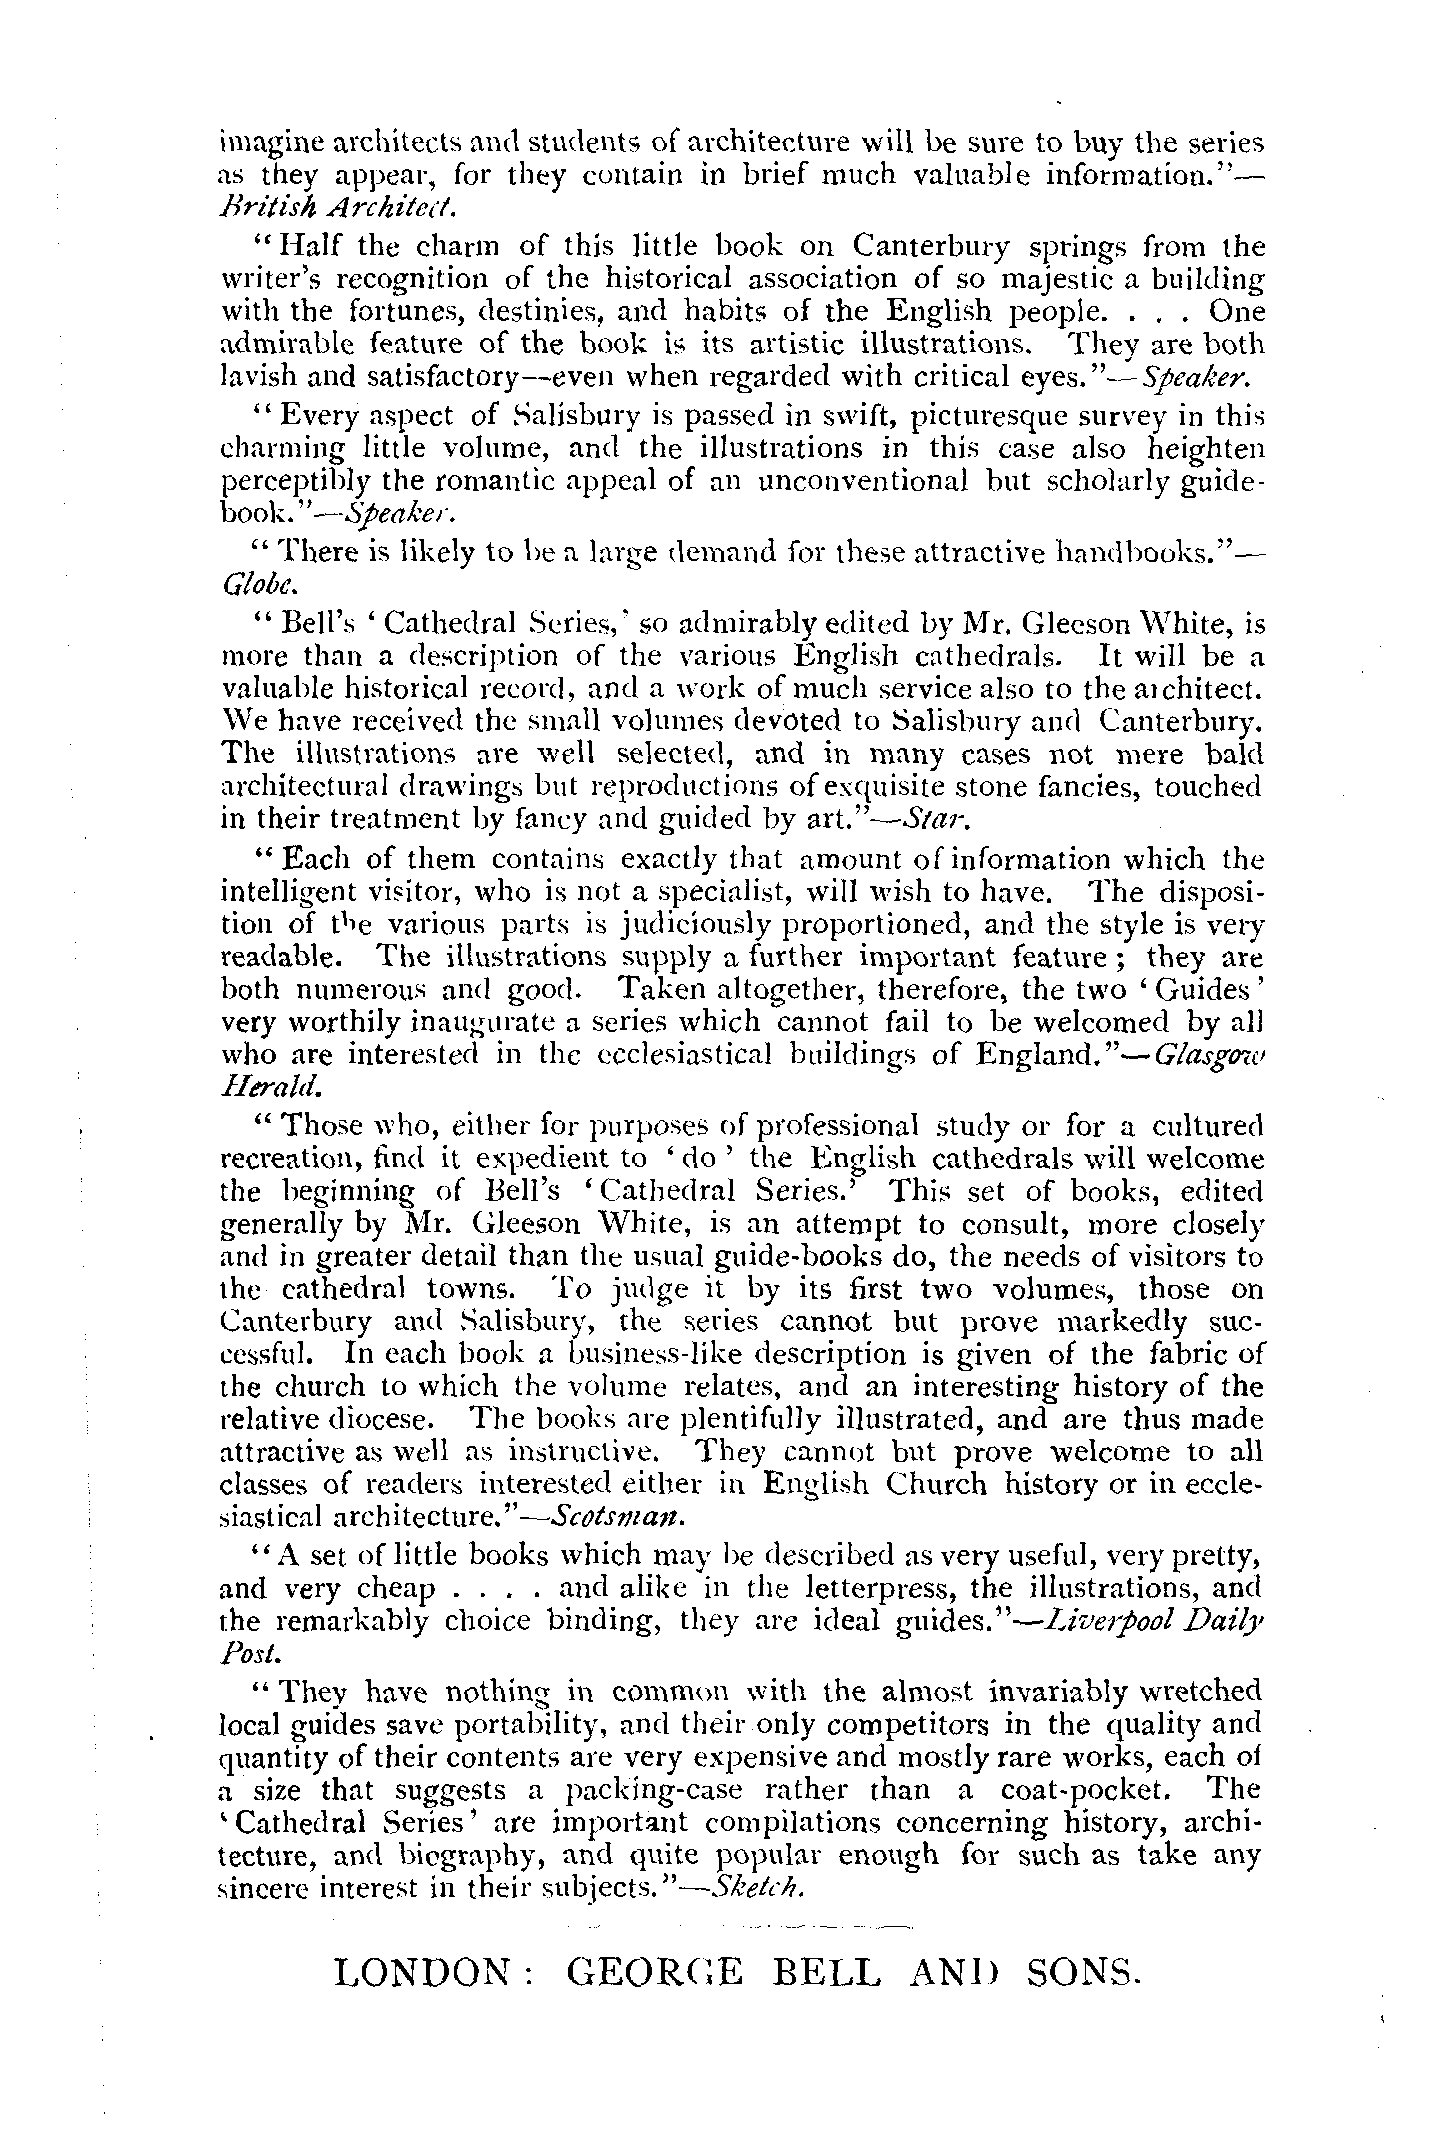 imagine architects and students of architecture will be sure to buy the series
as they appear, for they contain in brief much valuable information."—
British Architect.
"Half the charm of this little book on Canterbury springs from the
writer's recognition of the historical association of so majestic a building
with the fortunes, destinies, and habits of the English people. . . . One
admirable feature of the book is its artistic illustrations. They are both
lavish and satisfactory—even when regarded with critical eyes."—Speaker.
"Every aspect of Salisbury is passed in swift, picturesque survey in this
charming little volume, and the illustrations in this case also heighten
perceptibly the romantic appeal of an unconventional but scholarly guide-
book."—Speaker.
"There is likely to be a large demand for these attractive handbooks."—
Globe.
"Bell's 'Cathedral Series,' so admirably edited by Mr. Gleeson White, is
more than a description of the various English cathedrals. It will be a
valuable historical record, and a work of much service also to the architect.
We have received the small volumes devoted to Salisbury and Canterbury.
The illustrations are well selected, and in many cases not mere bald
architectural drawings but reproductions of exquisite stone fancies, touched
in their treatment by fancy and guided by art."—Star.
"Each of them contains exactly that amount of information which the
intelligent visitor, who is not a specialist, will wish to have. The disposi-
tion of the various parts is judiciously proportioned, and the style is very
readable. The illustrations supply a further important feature; they are
both numerous and good. Taken altogether, therefore, the two 'Guides'
very worthily inaugurate a series which cannot fail to be welcomed by all
who are interested in the ecclesiastical buildings of England."—Glasgow
Herald.
"Those who, either for purposes of professional study or for a cultured
recreation, find it expedient to 'do' the English cathedrals will welcome
the beginning of Bell's 'Cathedral Series.' This set of books, edited
generally by Mr. Gleeson White, is an attempt to consult, more closely
and in greater detail than the usual guide-books do, the needs of visitors to
the cathedral towns. To judge it by its first two volumes, those on
Canterbury and Salisbury, the series cannot but prove markedly suc-
cessful. In each book a business-like description is given of the fabric of
the church to which the volume relates, and an interesting history of the
relative diocese. The books are plentifully illustrated, and are thus made
attractive as well as instructive. They cannot but prove welcome to all
classes of readers interested either in English Church history or in eccle-
siastical architecture."—Scotsman.
"A set of little books which may be described as very useful, very pretty,
and very cheap . . . . and alike in the letterpress, the illustrations, and
the remarkably choice binding, they are ideal guides."—Liverpool Daily
Post.
"They have nothing in common with the almost invariably wretched
local guides save portability, and their only competitors in the quality and
quantity of their contents are very expensive and mostly rare works, each of
a size that suggests a packing-case rather than a coat-pocket. The
'Cathedral Series' are important compilations concerning history, archi-
tecture, and biography, and quite popular enough for such as take any
sincere interest in their subjects."—Sketch.
LONDON: GEORGE BELL AND SONS.